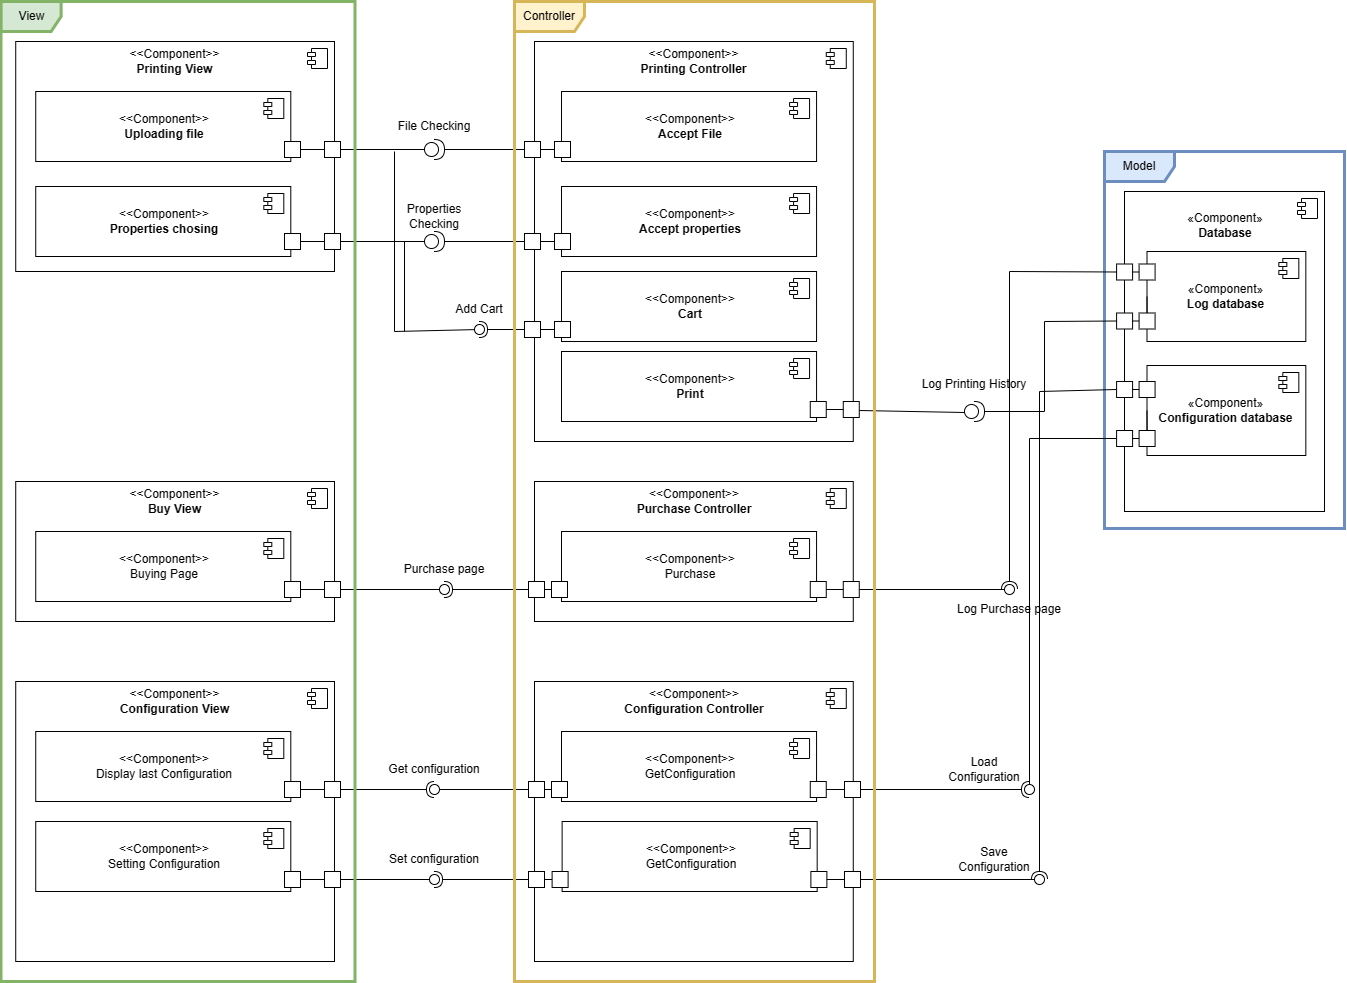 View
<<Component>>
Printing View
<<Component>>
Uploading file
<<Component>>
Properties chosing
<<Component>>
Buy View
<<Component>>
Buying Page
<<Component>>
Configuration View
<<Component>>
Display last Configuration
<<Component>>
Setting Configuration
File Checking
Properties
Checking
Add Cart
Purchase page
Get configuration
Set configuration
Controller
<<Component>>
Printing Controller
<<Component>>
Accept File
<<Component>>
Accept properties
<<Component>>
Cart
<<Component>>
Print
<<Component>>
Purchase Controller
<<Component>>
Purchase
<<Component>>
Configuration Controller
<<Component>>
GetConfiguration
<<Component>>
GetConfiguration
Log Printing History
Log Purchase page
Load
Configuration
Save
Configuration
Model
«Component»
Database
«Component»
Log database
«Component»
Configuration database